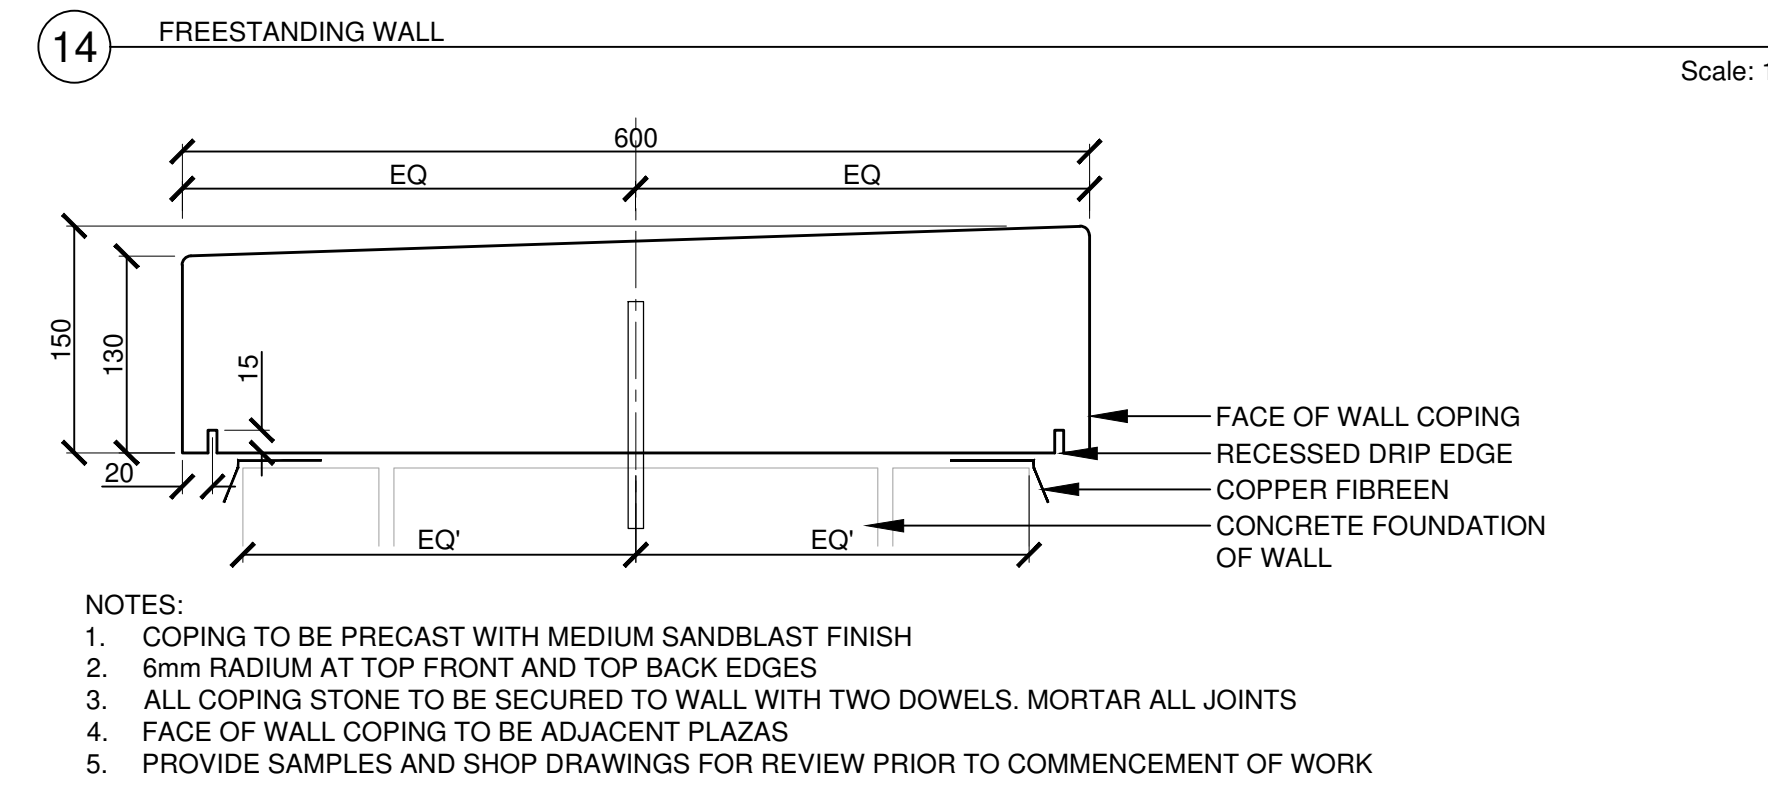 14
FREESTANDING WALL
Scale: 1
600
EQ EQ
150
130
15
20
FACE OF WALL COPING
RECESSED DRIP EDGE
COPPER FIBREEN
CONCRETE FOUNDATION
OF WALL
EQ' EQ'
NOTES:
1. COPING TO BE PRECAST WITH MEDIUM SANDBLAST FINISH
2. 6mm RADIUM AT TOP FRONT AND TOP BACK EDGES
3. ALL COPING STONE TO BE SECURED TO WALL WITH TWO DOWELS. MORTAR ALL JOINTS
4. FACE OF WALL COPING TO BE ADJACENT PLAZAS
5. PROVIDE SAMPLES AND SHOP DRAWINGS FOR REVIEW PRIOR TO COMMENCEMENT OF WORK